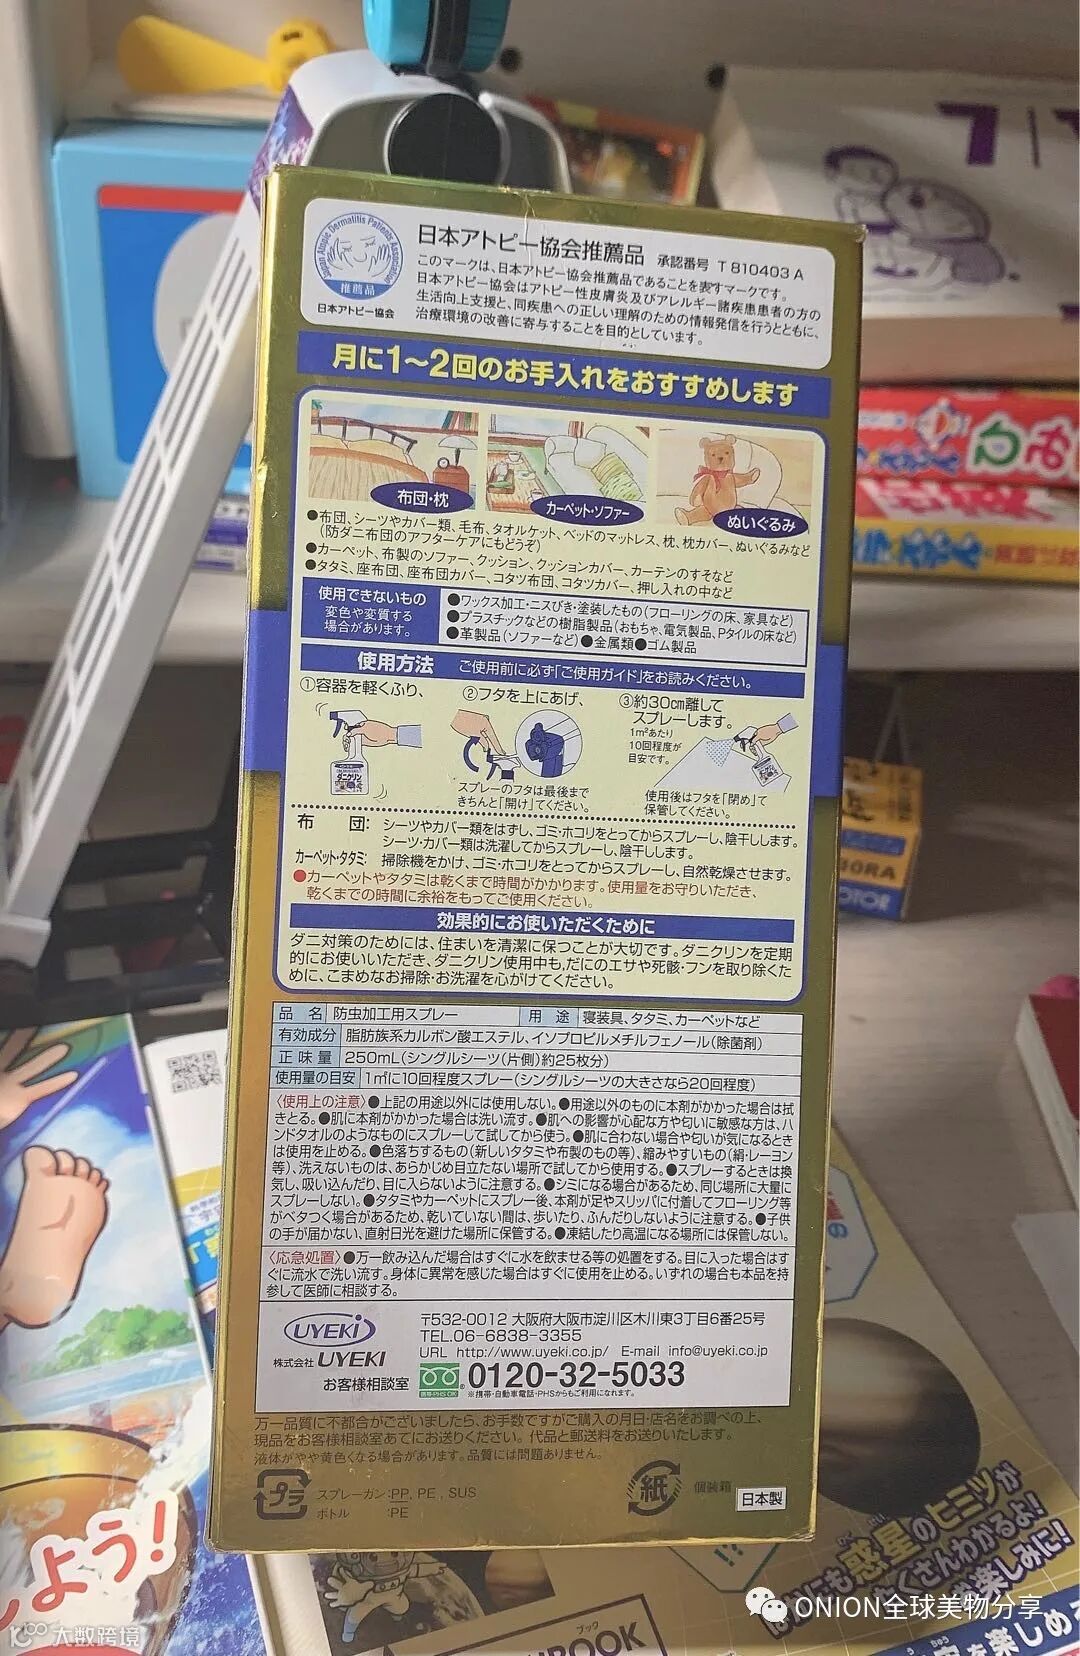 日本アトピー協会推薦品 承認番号 T810403A
このマークは、日本アトピー協会推薦品であることを表すマークです。
日本アトピー協会はアトピー性皮膚炎及びアレルギー諸疾患患者の方の
生活向上支援と、同疾患への正しい理解のための情報発信を行うとともに、
治療環境の改善に寄与することを目的としています。
Japan Atopic Dermatitis Patients Association
推薦品
日本アトピー協会
月に1〜2回のお手入れをおすすめします
布団・枕
カーペット・ソファー
ぬいぐるみ
●布団、シーツやカバー類、毛布、タオルケット、ベッドのマットレス、枕、枕カバー、ぬいぐるみなど
(防ダニ布団のアフターケアにもどうぞ)
●カーペット、布製のソファー、クッション、クッションカバー、カーテンのすそなど
●タタミ、座布団、座布団カバー、コタツ布団、コタツカバー、押し入れの中など
使用できないもの
変色や変質する
場合があります。
●ワックス加工・ニスびき・塗装したもの(フローリングの床、家具など)
●プラスチックなどの樹脂製品(おもちゃ、電気製品、Pタイルの床など)
●革製品(ソファーなど)●金属類●ゴム製品
使用方法 ご使用前に必ず「ご使用ガイド」をお読みください。
①容器を軽くふり、
②フタを上にあげ、
③約30cm離して
スプレーします。
1m²あたり
10回程度が
目安です。
ダニクリン
スプレーのフタは最後まで
きちんと「開け」てください。
使用後はフタを「閉め」て
保管してください。
布 団: シーツやカバー類をはずし、ゴミ・ホコリをとってからスプレーし、陰干しします。
シーツ・カバー類は洗濯してからスプレーし、陰干しします。
カーペット・タタミ: 掃除機をかけ、ゴミ・ホコリをとってからスプレーし、自然乾燥させます。
●カーペットやタタミは乾くまで時間がかかります。使用量をお守りいただき、
乾くまでの時間に余裕をもってご使用ください。
効果的にお使いいただくために
ダニ対策のためには、住まいを清潔に保つことが大切です。ダニクリンを定期
的にお使いいただき、ダニクリン使用中も、だにのエサや死骸・フンを取り除くた
めに、こまめなお掃除・お洗濯を心がけてください。
品 名 防虫加工用スプレー 用 途 寝装具、タタミ、カーペットなど
有効成分 脂肪族系カルボン酸エステル、イソプロピルメチルフェノール(除菌剤)
正 味 量 250mL(シングルシーツ(片側)約25枚分)
使用量の目安 1㎡に10回程度スプレー(シングルシーツの大きさなら20回程度)
〈使用上の注意〉●上記の用途以外には使用しない。●用途以外のものに本剤がかかった場合は拭
きとる。●肌に本剤がかかった場合は洗い流す。●肌への影響が心配な方や匂いに敏感な方は、ハ
ンドタオルのようなものにスプレーして試してから使う。●肌に合わない場合や匂いが気になるとき
は使用を止める。●色落ちするもの(新しいタタミや布製のもの等)、縮みやすいもの(絹・レーヨン
等)、洗えないものは、あらかじめ目立たない場所で試してから使用する。●スプレーするときは換
気し、吸い込んだり、目に入らないように注意する。●シミになる場合があるため、同じ場所に大量に
スプレーしない。●タタミやカーペットにスプレー後、本剤が足やスリッパに付着してフローリング等
がベタつく場合があるため、乾いていない間は、歩いたり、ふんだりしないように注意する。●子供
の手が届かない、直射日光を避けた場所に保管する。●凍結したり高温になる場所には保管しない。
〈応急処置〉●万一飲み込んだ場合はすぐに水を飲ませる等の処置をする。目に入った場合はす
ぐに流水で洗い流す。身体に異常を感じた場合はすぐに使用を止める。いずれの場合も本品を持
参して医師に相談する。
UYEKI
株式会社 UYEKI
〒532-0012 大阪府大阪市淀川区木川東3丁目6番25号
TEL.06-6838-3355
URL http://www.uyeki.co.jp/ E-mail info@uyeki.co.jp
お客様相談室 0120-32-5033
※携帯・自動車電話・PHSからもご利用になれます。
万一品質に不都合がございましたら、お手数ですがご購入の月日・店名をお調べの上、
現品をお客様相談室あてにお送りください。代品と郵送料をお送りいたします。
液体がやや黄色くなる場合があります。品質には問題ありません。
プラ
スプレーガン:PP, PE, SUS
ボトル :PE
紙
個装箱
日本製
しよう!
惑星のヒミツが
たくさんわかるよ!
楽しみに!
ブック
BOOK
を楽しめ
大数跨境
ONION全球美物分享